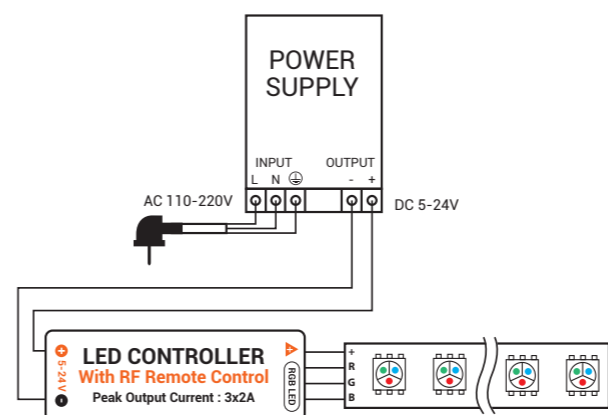 POWER
SUPPLY
INPUT OUTPUT
L N - +
AC 110-220V
DC 5-24V
5-24V
LED CONTROLLER
With RF Remote Control
Peak Output Current : 3x2A
RGB LED
+
R
G
B